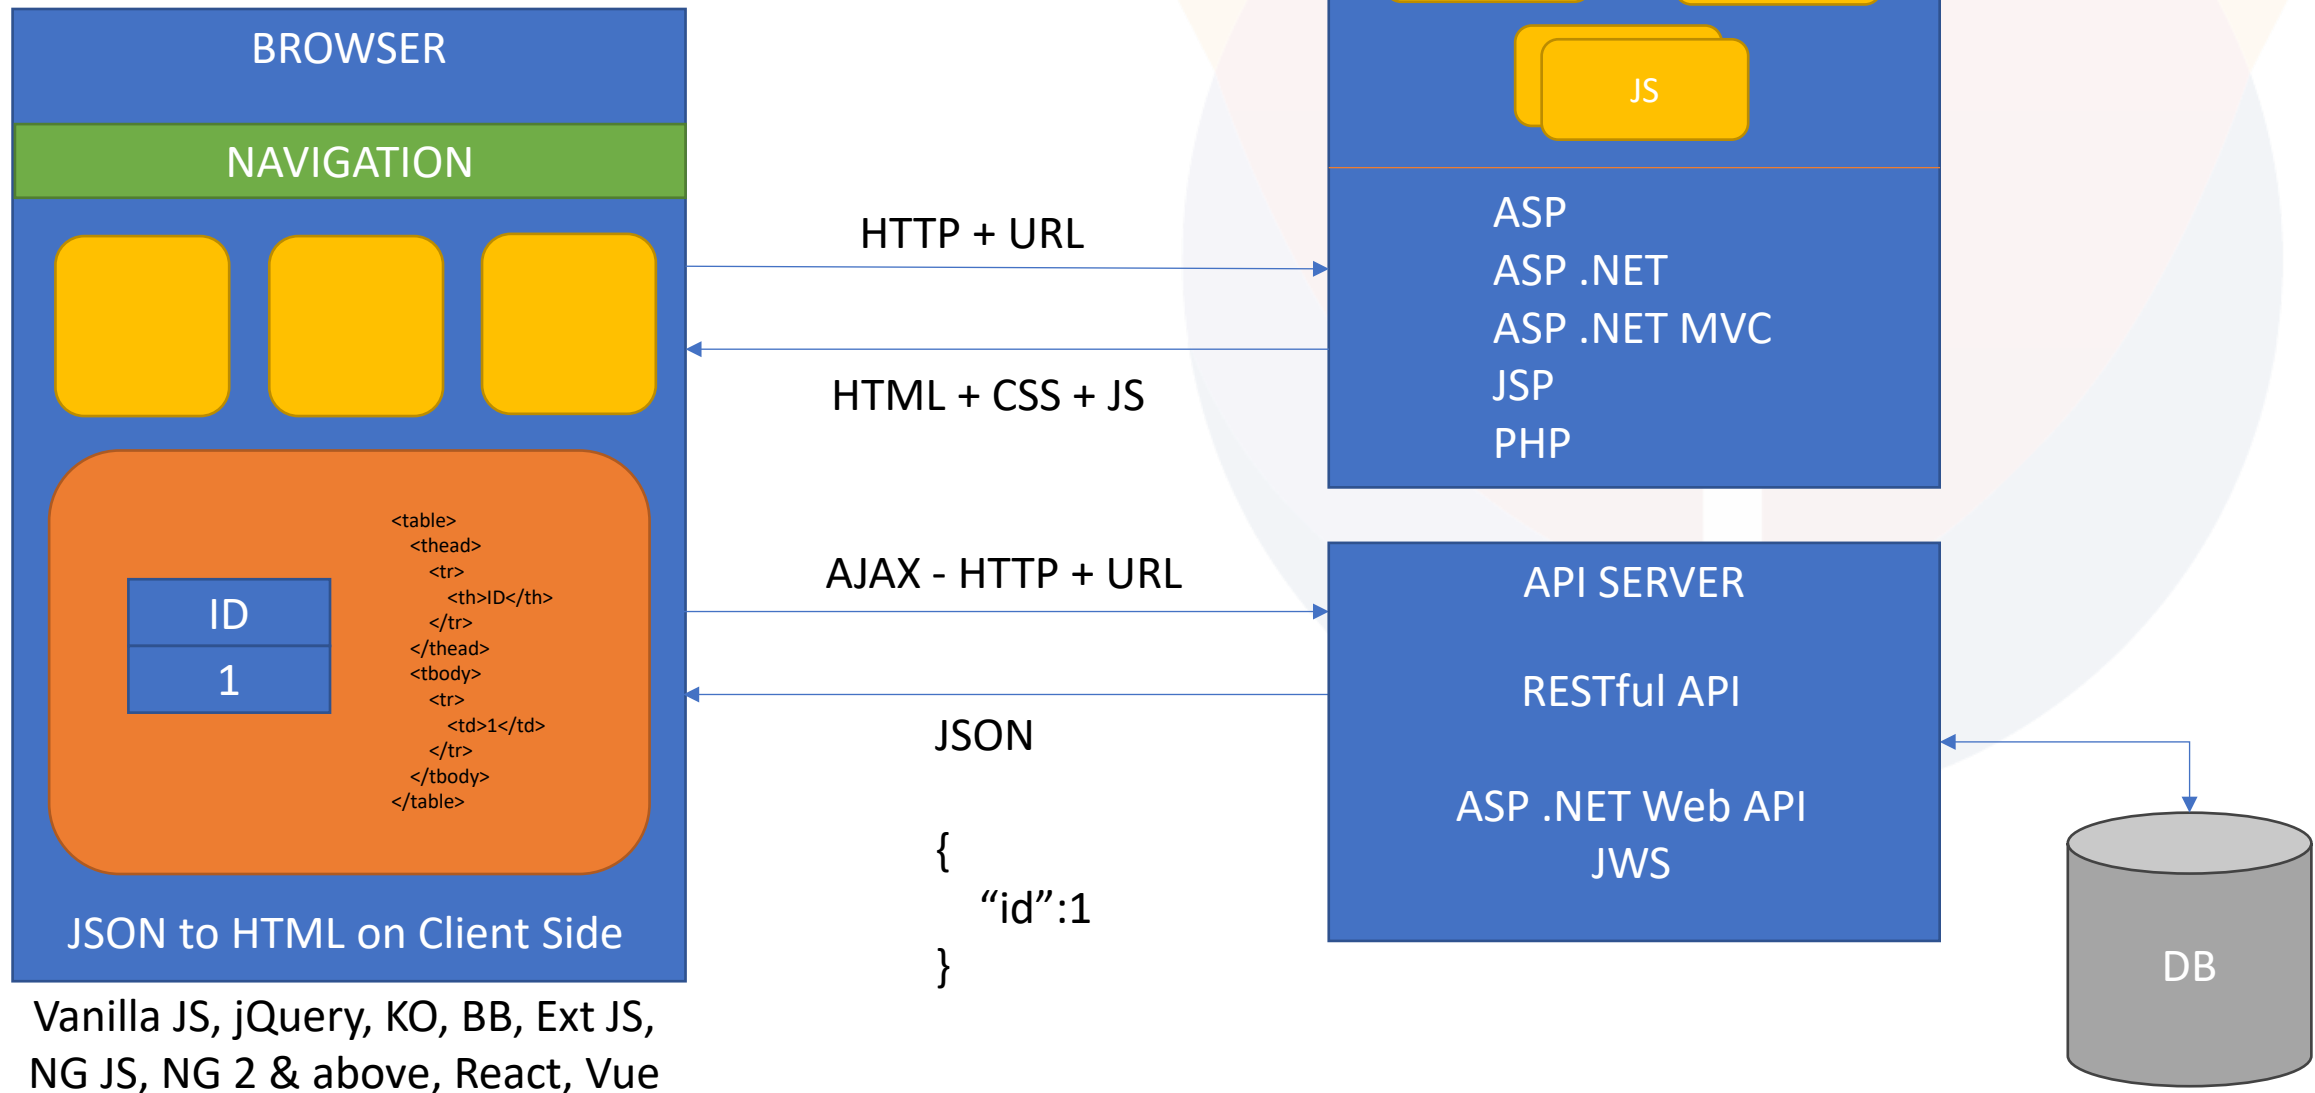 BROWSER
NAVIGATION
<table>
<thead>
<tr>
<th>ID</th>
</tr>
</thead>
<tbody>
<tr>
<td>1</td>
</tr>
</tbody>
</table>
ID
1
JSON to HTML on Client Side
Vanilla JS, jQuery, KO, BB, Ext JS,
NG JS, NG 2 & above, React, Vue
HTTP + URL
HTML + CSS + JS
AJAX - HTTP + URL
JSON
{
“id”:1
}
JS
ASP
ASP .NET
ASP .NET MVC
JSP
PHP
API SERVER
RESTful API
ASP .NET Web API
JWS
DB